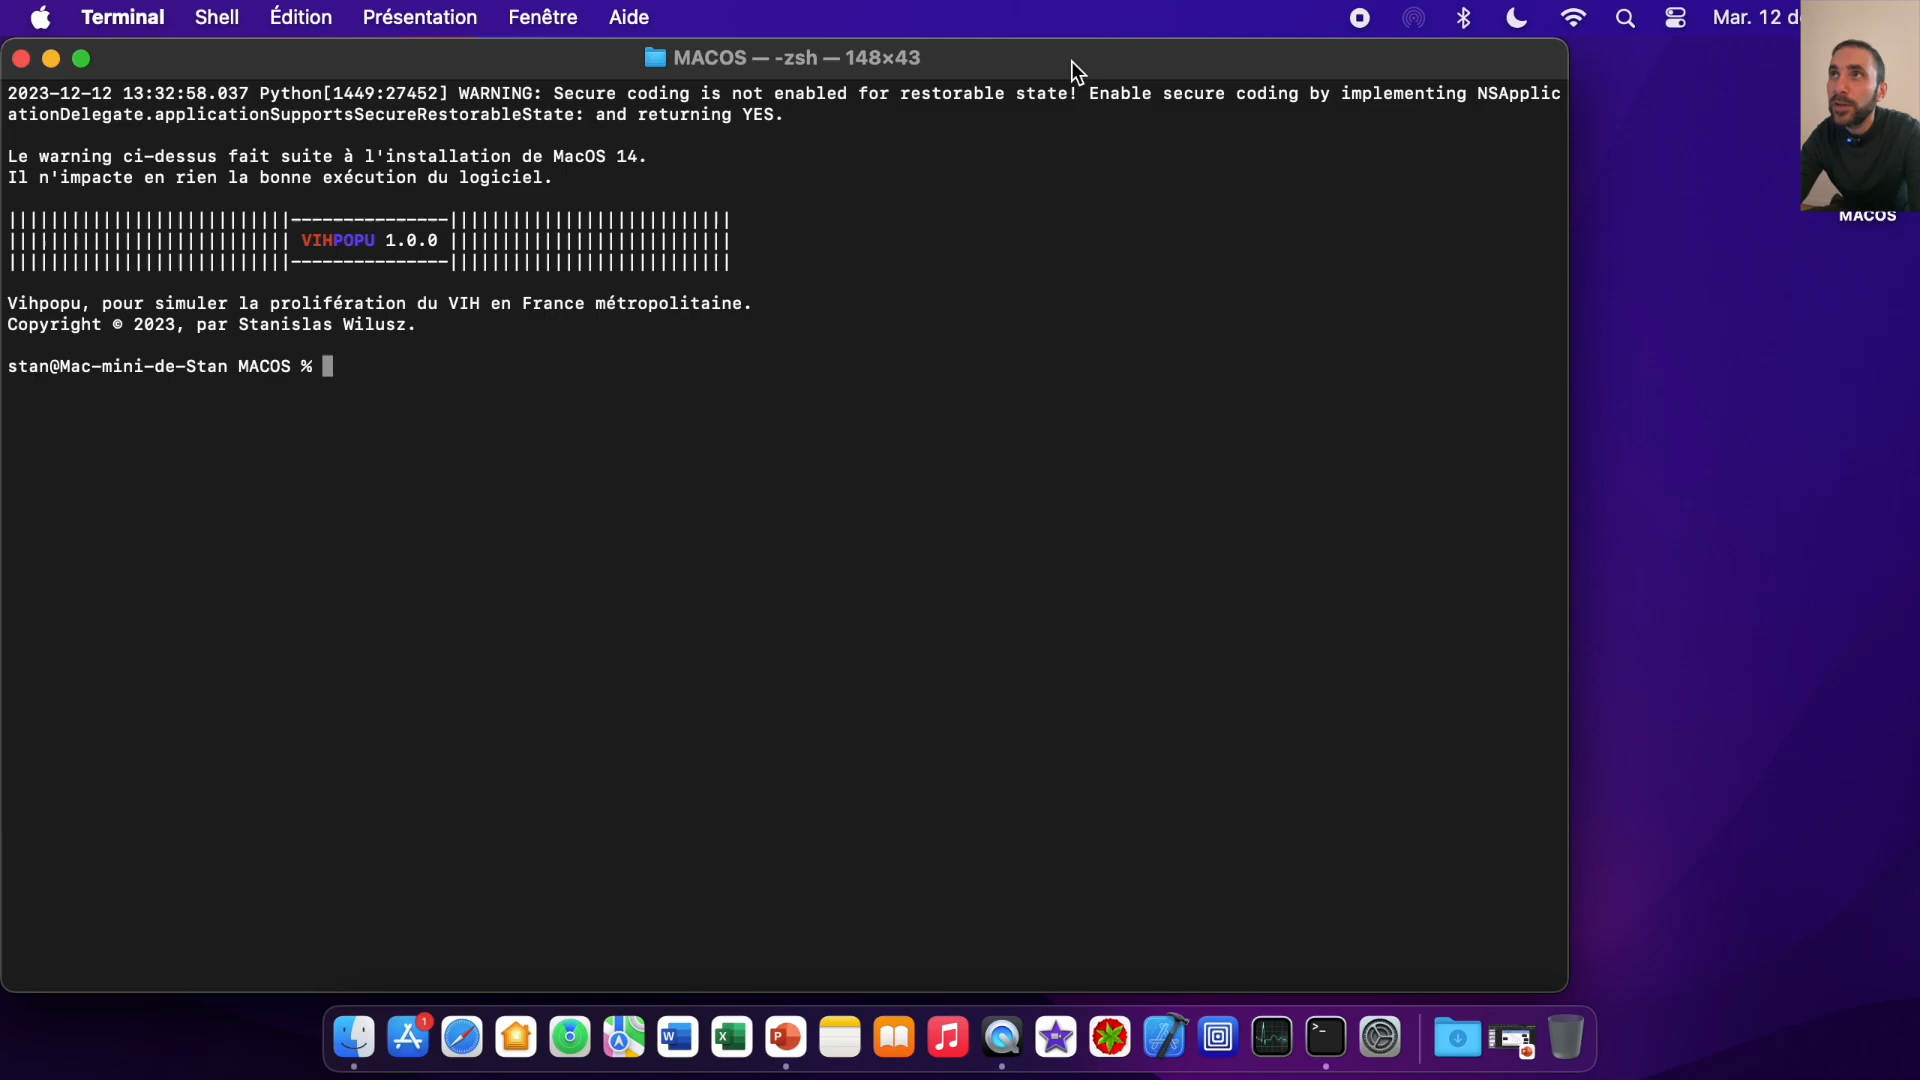 Terminal Shell Édition Présentation Fenêtre Aide Mar. 12 d
MACOS — -zsh — 148×43
2023-12-12 13:32:58.037 Python[1449:27452] WARNING: Secure coding is not enabled for restorable state! Enable secure coding by implementing NSApplic
ationDelegate.applicationSupportsSecureRestorableState: and returning YES.
Le warning ci-dessus fait suite à l'installation de MacOS 14.
Il n'impacte en rien la bonne exécution du logiciel.
VIHPOPU 1.0.0
Vihpopu, pour simuler la prolifération du VIH en France métropolitaine.
Copyright © 2023, par Stanislas Wilusz.
stan@Mac-mini-de-Stan MACOS %
MACOS
1
W
X
P
>_